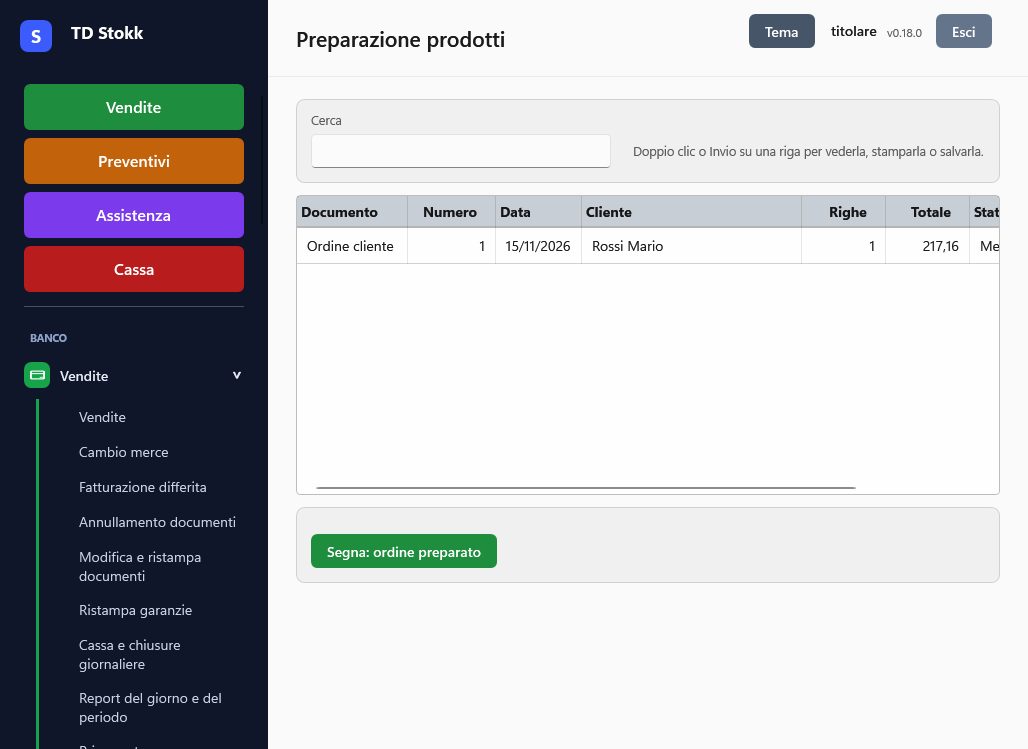 S
TD Stokk
Vendite
Preventivi
Assistenza
Cassa
BANCO
Vendite
Vendite
Cambio merce
Fatturazione differita
Annullamento documenti
Modifica e ristampa
documenti
Ristampa garanzie
Cassa e chiusure
giornaliere
Report del giorno e del
periodo
Preparazione prodotti
Tema
titolare
v0.18.0
Esci
Cerca
Doppio clic o Invio su una riga per vederla, stamparla o salvarla.
Documento Numero Data Cliente Righe Totale Stat
Ordine cliente 1 15/11/2026 Rossi Mario 1 217,16 Me
Segna: ordine preparato